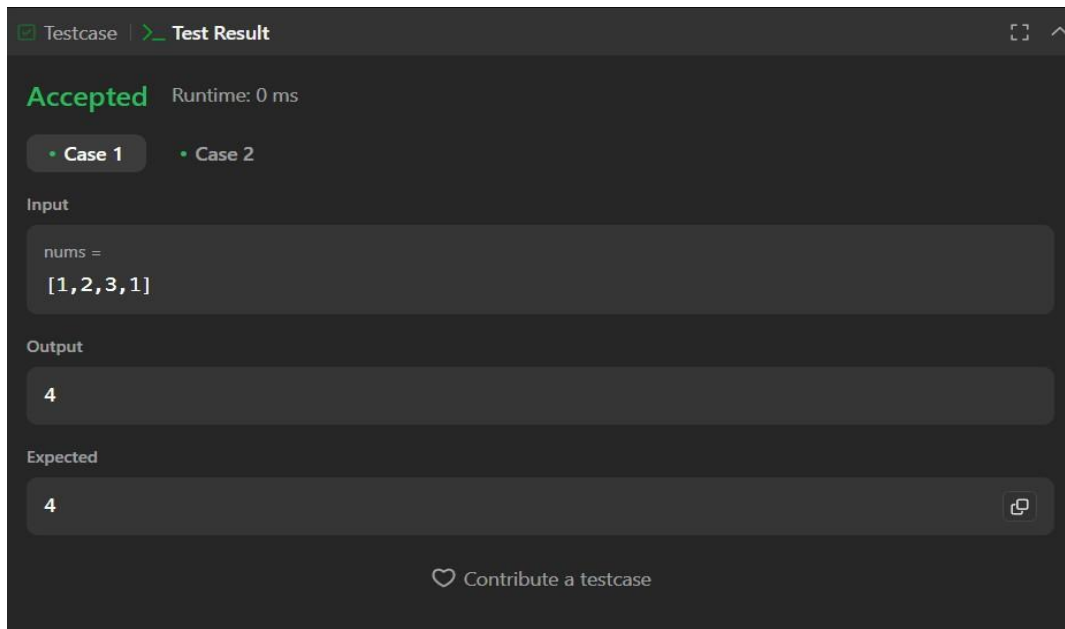 Testcase
Test Result
Accepted Runtime: 0 ms
Case 1 Case 2
Input
nums =
[1,2,3,1]
Output
4
Expected
4
Contribute a testcase